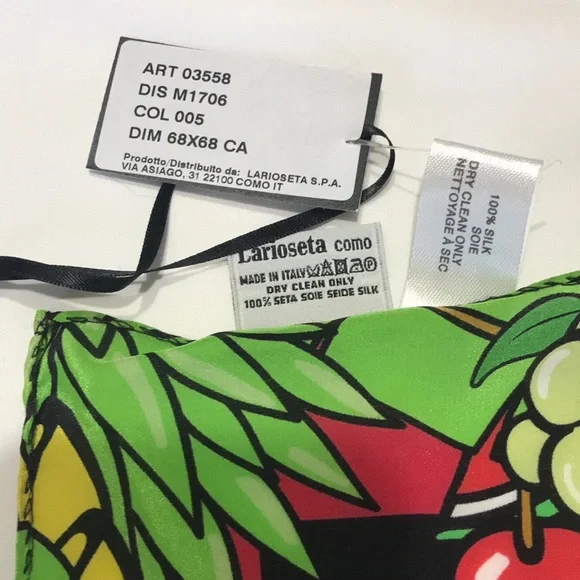 ART 03558
DIS M1706
COL 005
DIM 68X68 CA
Prodotto/Distribuito da: LARIOSETA S.P.A.
VIA ASIAGO, 31 22100 COMO IT
100% SILK
SOIE
DRY CLEAN ONLY
NETTOYAGE À SEC
Larioseta como
MADE IN ITALY
DRY CLEAN ONLY
100% SETA SOIE SEIDE SILK